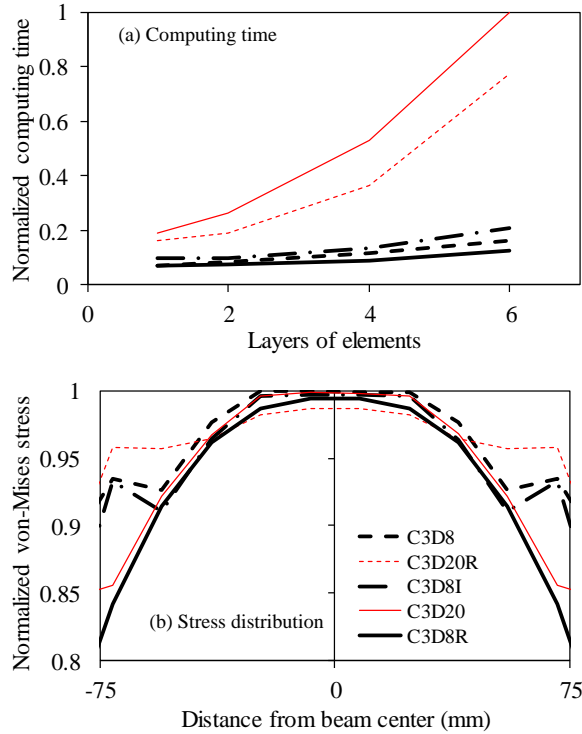 (a) Computing time
Normalized computing time
1
0.8
0.6
0.4
0.2
0
0
2
4
6
Layers of elements
Normalized von-Mises stress
1
0.95
0.9
0.85
0.8
C3D8
C3D20R
C3D8I
C3D20
C3D8R
(b) Stress distribution
-75
0
75
Distance from beam center (mm)